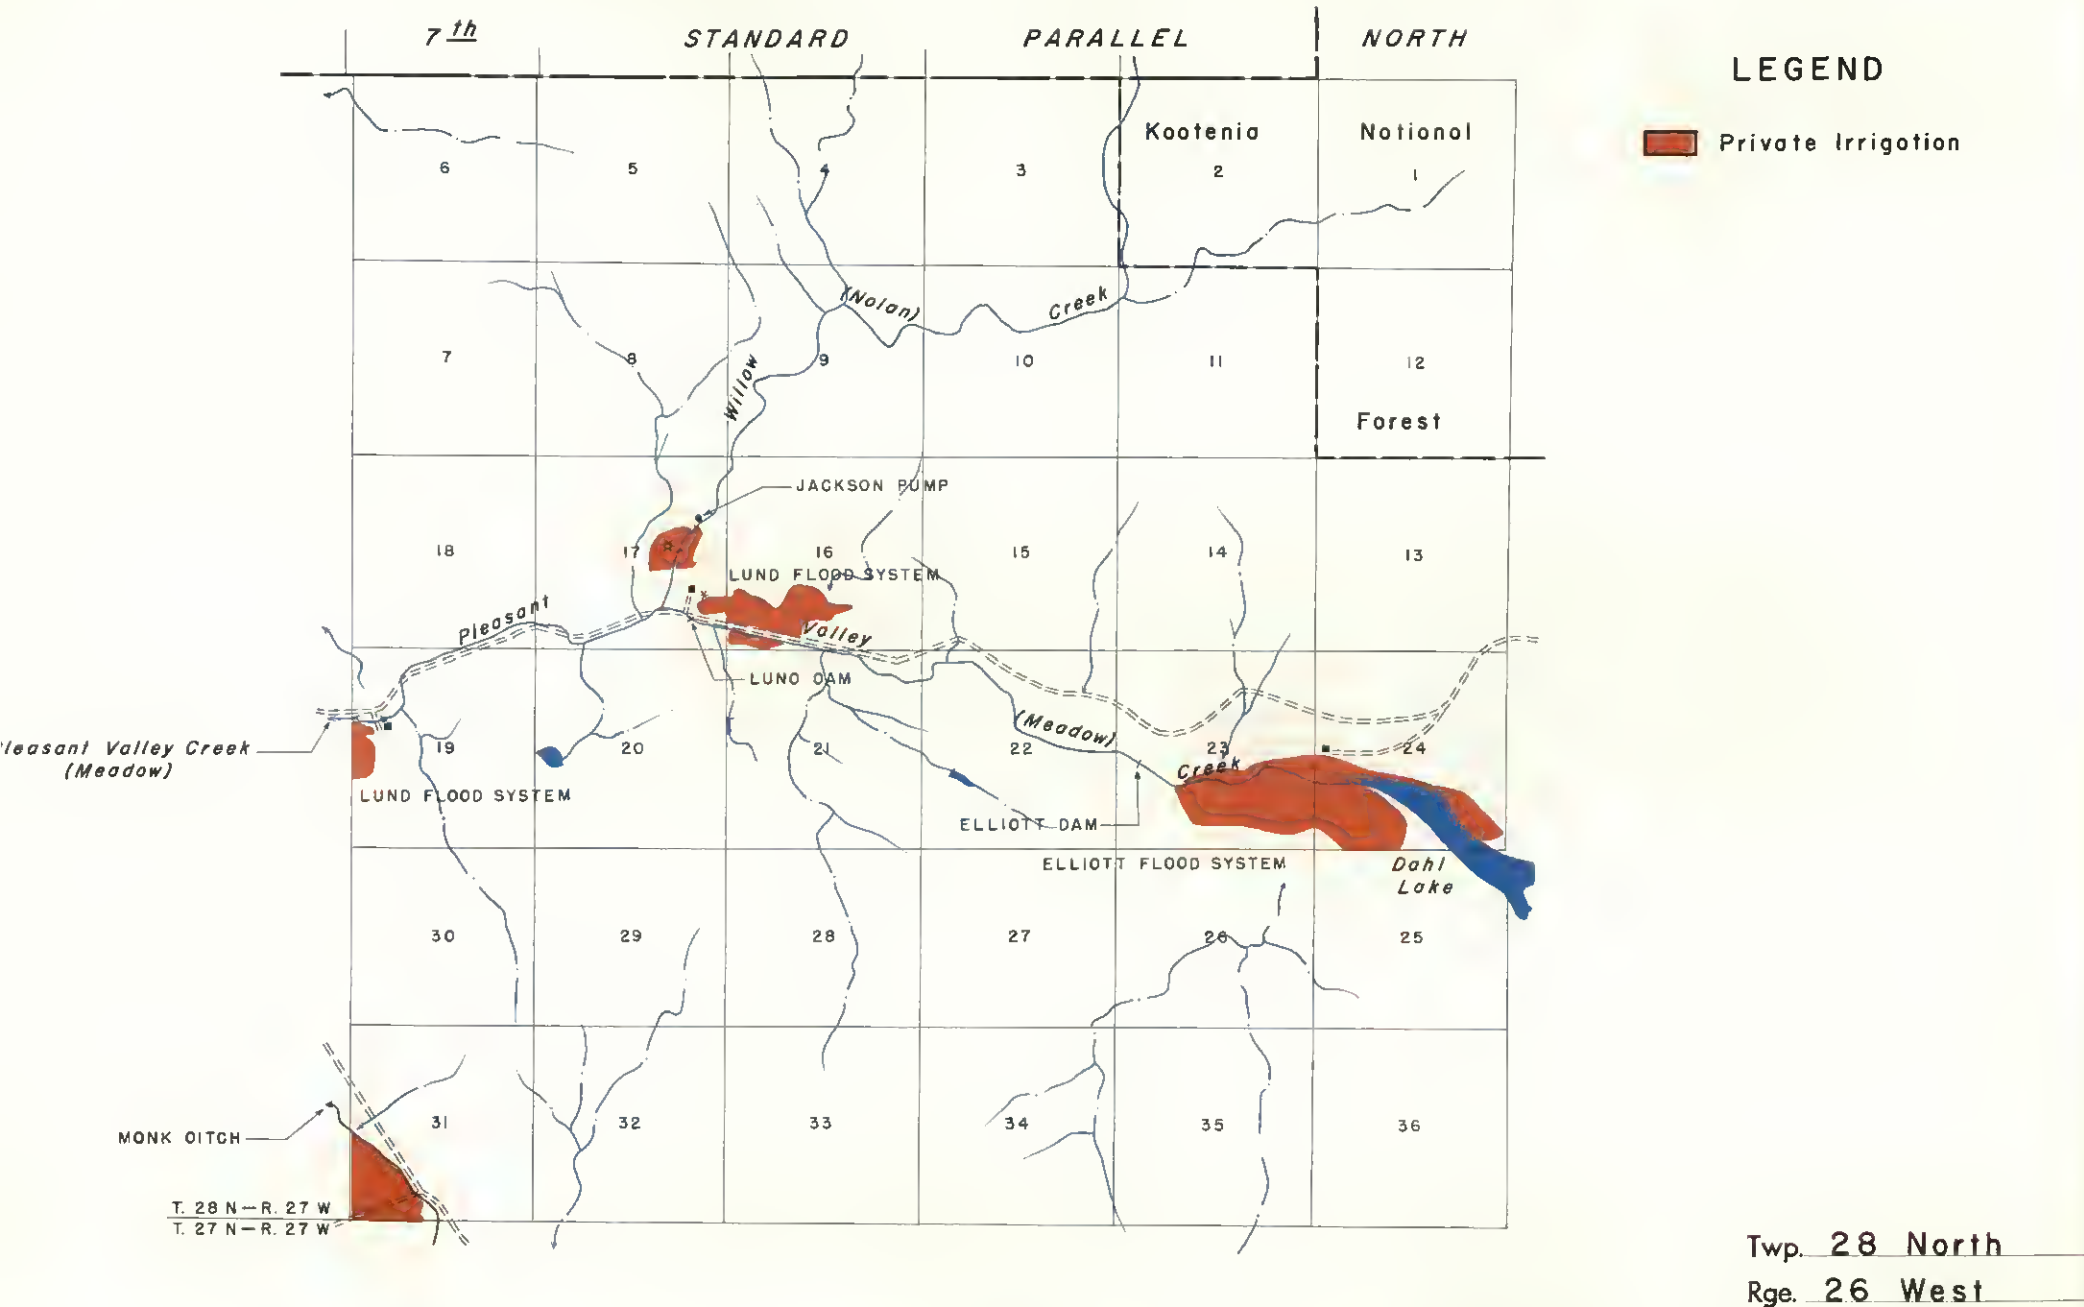 7th STANDARD PARALLEL NORTH
LEGEND
Private Irrigation
Kootenia National
6 5 4 3 2 1
(Nolan) Creek
7 8 9 10 11 12
Willow
Forest
JACKSON PUMP
18 17 16 15 14 13
LUND FLOOD SYSTEM
Pleasant Valley
LUND DAM
(Meadow)
Creek
Pleasant Valley Creek
(Meadow)
19 20 21 22 23 24
LUND FLOOD SYSTEM
ELLIOTT DAM
ELLIOTT FLOOD SYSTEM
Dahl
Lake
30 29 28 27 26 25
31 32 33 34 35 36
MONK DITCH
T. 28 N-R. 27 W
T. 27 N-R. 27 W
Twp. 28 North
Rge. 26 West